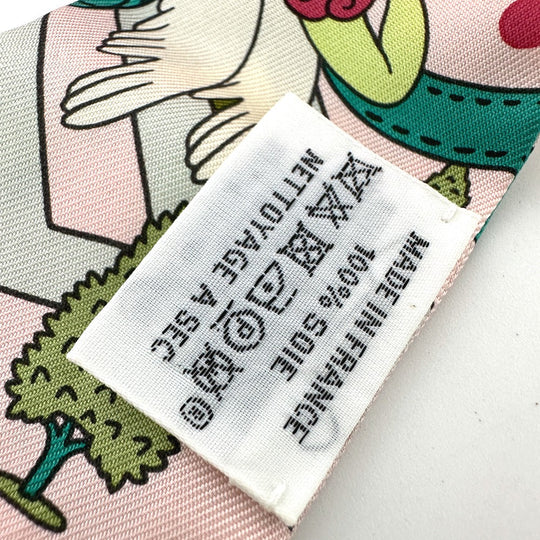 MADE IN FRANCE
100% SOIE
NETTOYAGE A SEC